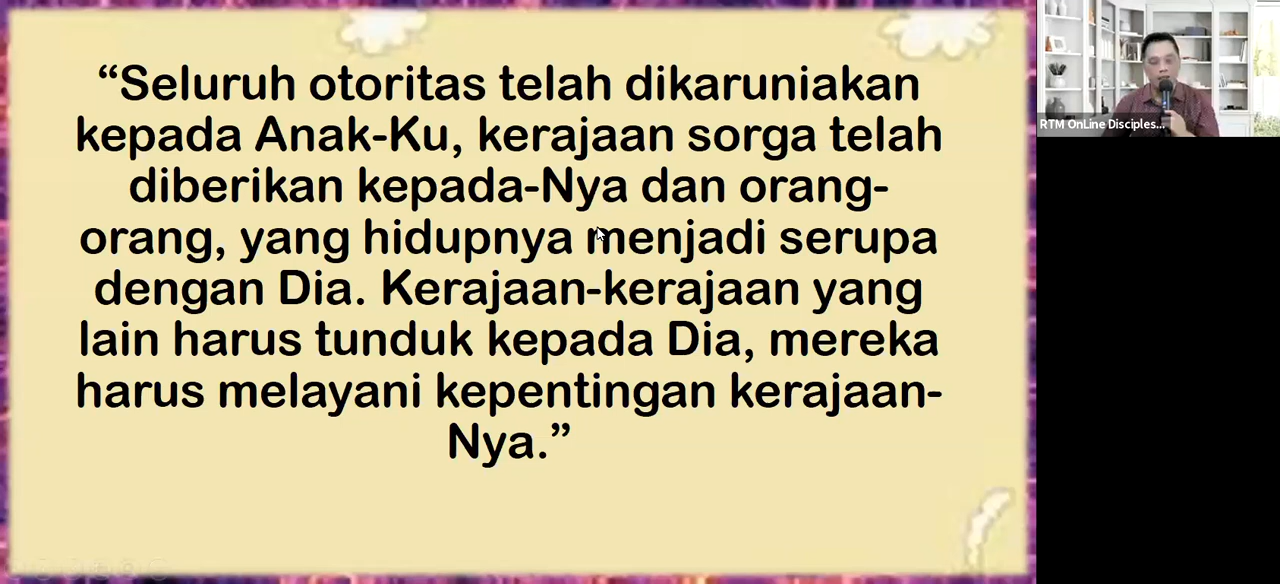 “Seluruh otoritas telah dikaruniakan
kepada Anak-Ku, kerajaan sorga telah
diberikan kepada-Nya dan orang-
orang, yang hidupnya menjadi serupa
dengan Dia. Kerajaan-kerajaan yang
lain harus tunduk kepada Dia, mereka
harus melayani kepentingan kerajaan-
Nya.”
RTM OnLine Disciples...